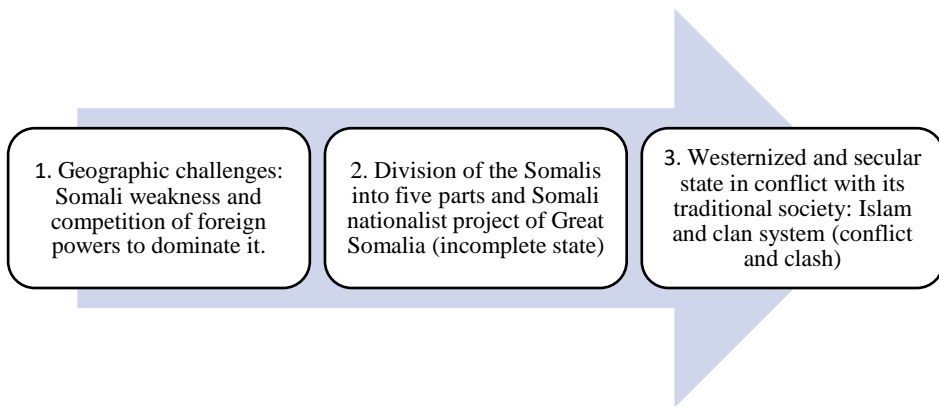 1. Geographic challenges:
Somali weakness and
competition of foreign
powers to dominate it.
2. Division of the Somalis
into five parts and Somali
nationalist project of Great
Somalia (incomplete state)
3. Westernized and secular
state in conflict with its
traditional society: Islam
and clan system (conflict
and clash)